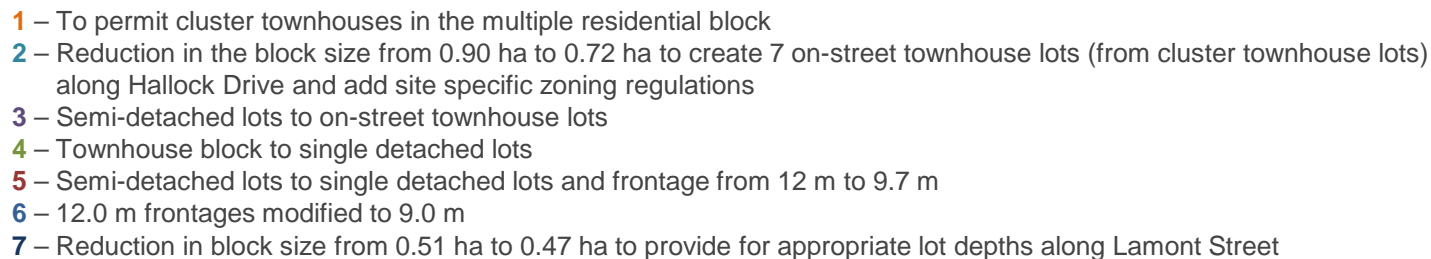 1 – To permit cluster townhouses in the multiple residential block
2 – Reduction in the block size from 0.90 ha to 0.72 ha to create 7 on-street townhouse lots (from cluster townhouse lots)
along Hallock Drive and add site specific zoning regulations
3 – Semi-detached lots to on-street townhouse lots
4 – Townhouse block to single detached lots
5 – Semi-detached lots to single detached lots and frontage from 12 m to 9.7 m
6 – 12.0 m frontages modified to 9.0 m
7 – Reduction in block size from 0.51 ha to 0.47 ha to provide for appropriate lot depths along Lamont Street